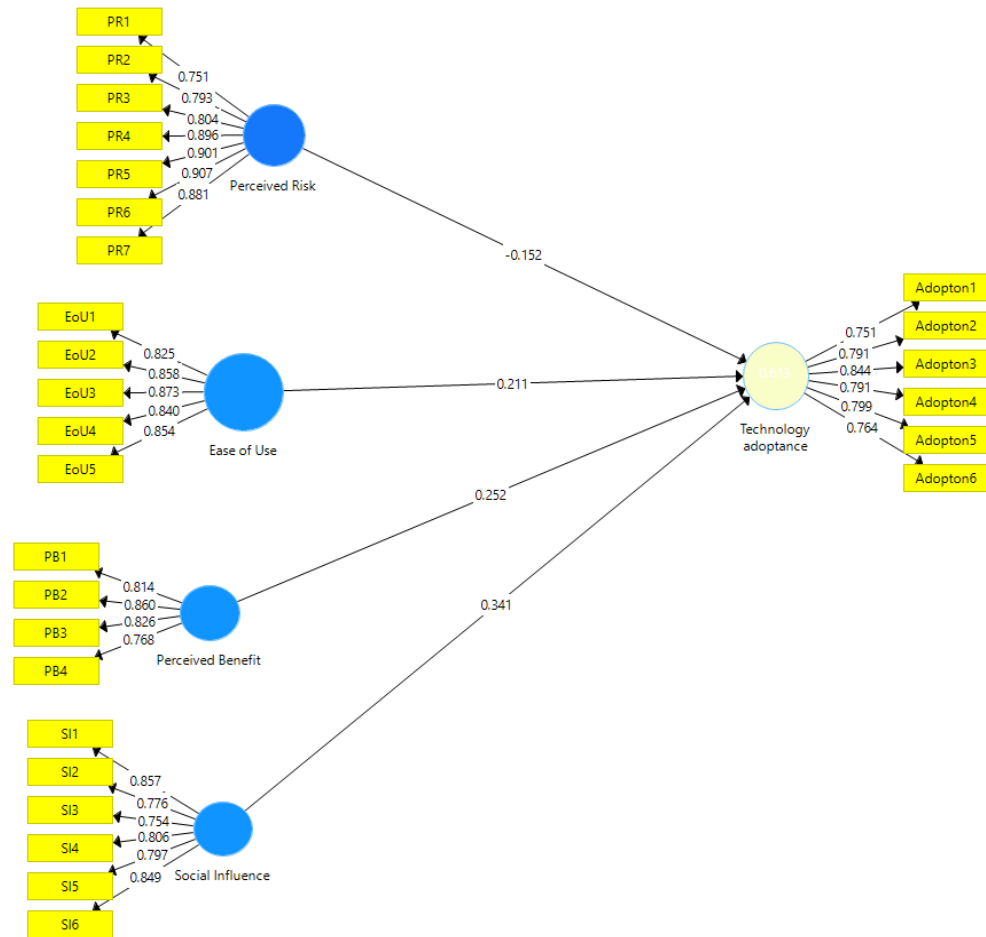 PR1
PR2
PR3
PR4
PR5
PR6
PR7
0.751
0.793
0.804
0.896
0.901
0.907
0.881
Perceived Risk
-0.152
EoU1
EoU2
EoU3
EoU4
EoU5
0.825
0.858
0.873
0.840
0.854
Ease of Use
0.211
PB1
PB2
PB3
PB4
0.814
0.860
0.826
0.768
Perceived Benefit
0.252
SI1
SI2
SI3
SI4
SI5
SI6
0.857
0.776
0.754
0.806
0.797
0.849
Social Influence
0.341
Technology
adoptance
0.751
0.791
0.844
0.791
0.799
0.764
Adopton1
Adopton2
Adopton3
Adopton4
Adopton5
Adopton6